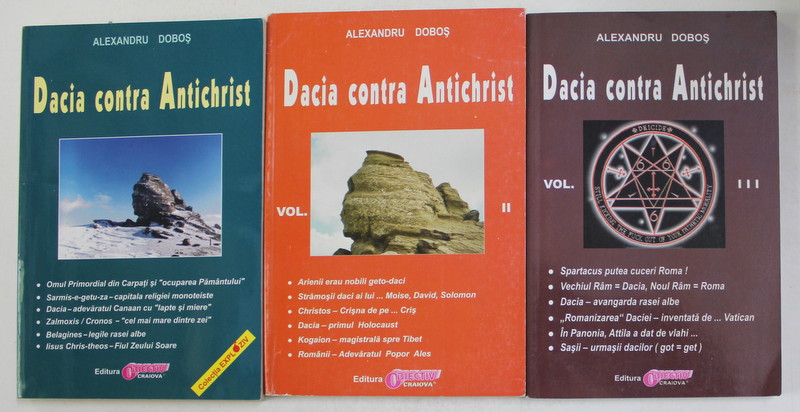 ALEXANDRU DOBOŞ
Dacia contra Antichrist
• Omul Primordial din Carpaţi şi "ocuparea Pământului"
• Sarmis-e-getu-za – capitala religiei monoteiste
• Dacia – adevăratul Canaan cu "lapte şi miere"
• Zalmoxis / Cronos – "cel mai mare dintre zei"
• Belagines – legile rasei albe
• Iisus Chris-theos – Fiul Zeului Soare
Colecţia EXPLOZIV
Editura OBIECTIV CRAIOVA
ALEXANDRU DOBOŞ
Dacia contra Antichrist
VOL. II
• Arienii erau nobili geto-daci
• Strămoşii daci ai lui ... Moise, David, Solomon
• Christos – Crişna de pe ... Criş
• Dacia – primul Holocaust
• Kogaion – magistrala spre Tibet
• Românii – Adevăratul Popor Ales
Editura OBIECTIV CRAIOVA
ALEXANDRU DOBOŞ
Dacia contra Antichrist
DEICIDE
6
6
VOL. III
• Spartacus putea cuceri Roma !
• Vechiul Râm = Dacia, Noul Râm = Roma
• Dacia – avangarda rasei albe
• „Romanizarea” Daciei – inventată de ... Vatican
• În Panonia, Attila a dat de vlahi ...
• Saşii – urmaşii dacilor ( got = get )
Editura OBIECTIV CRAIOVA